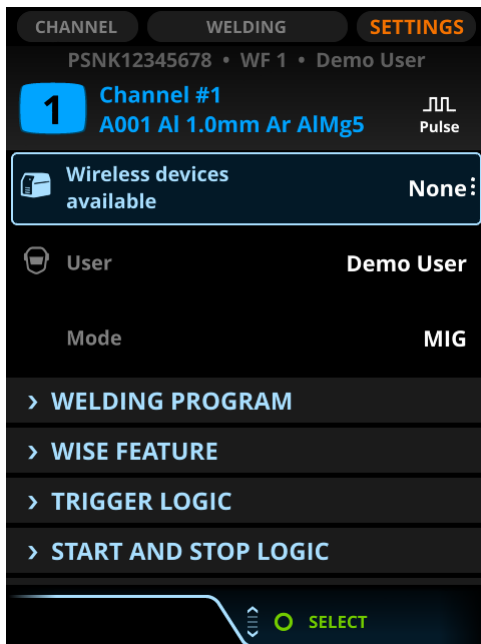 CHANNEL WELDING SETTINGS
PSNK12345678 • WF 1 • Demo User
1
Channel #1
A001 Al 1.0mm Ar AlMg5
Pulse
Wireless devices
available
None
User
Demo User
Mode
MIG
› WELDING PROGRAM
› WISE FEATURE
› TRIGGER LOGIC
› START AND STOP LOGIC
SELECT